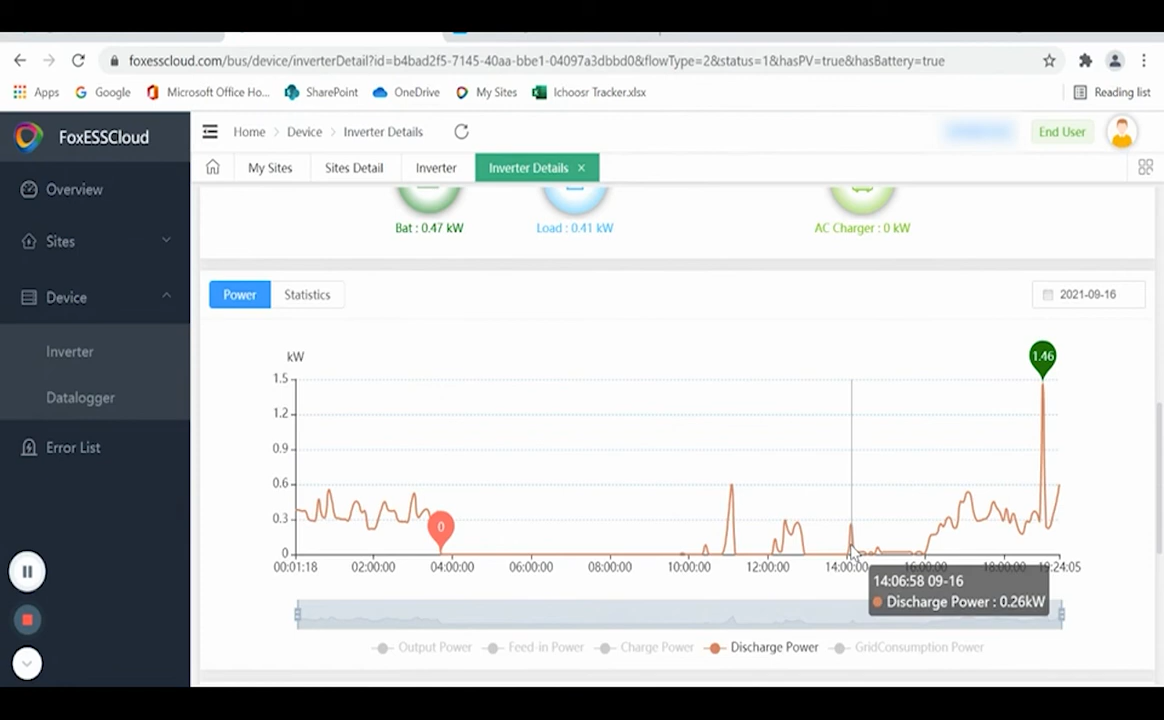 foxesscloud.com/bus/device/inverterDetail?id=b4bad2f5-7145-40aa-bbe1-04097a3dbbd0&flowType=2&status=1&hasPV=true&hasBattery=true
Apps Google Microsoft Office Ho... SharePoint OneDrive My Sites Ichoosr Tracker.xlsx Reading list
FoxESSCloud Home > Device > Inverter Details End User
My Sites Sites Detail Inverter Inverter Details ×
Overview
Sites
Device
Inverter
Datalogger
Error List
Bat : 0.47 kW Load : 0.41 kW AC Charger : 0 kW
Power Statistics 2021-09-16
kW
1.46
1.5
1.2
0.9
0.6
0.3
0
0
00:01:18 02:00:00 04:00:00 06:00:00 08:00:00 10:00:00 12:00:00 14:00:00 16:00:00 18:00:00 19:24:05
14:06:58 09-16
Discharge Power : 0.26kW
Output Power Feed-in Power Charge Power Discharge Power GridConsumption Power